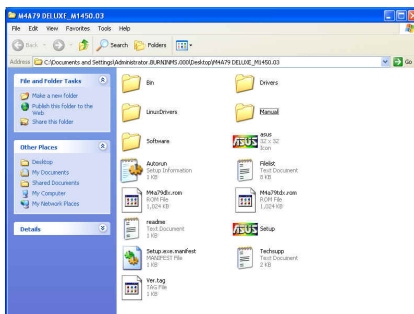 M4A79 DELUXE_M1450.03
File Edit View Favorites Tools Help
Back Search Folders
Address C:\Documents and Settings\Administrator.BURNINMS.000\Desktop\M4A79 DELUXE_M1450.03 Go
File and Folder Tasks
Make a new folder
Publish this folder to the Web
Share this folder
Other Places
Desktop
My Documents
Shared Documents
My Computer
My Network Places
Details
Bin
Drivers
LinuxDrivers
Manual
Software
asus
32 x 32
Icon
Autorun
Setup Information
1 KB
Filelist
Text Document
8 KB
M4a79dlx.rom
ROM File
1,024 KB
M4a79tdx.rom
ROM File
1,024 KB
readme
Text Document
1 KB
Setup
Setup.exe.manifest
MANIFEST File
1 KB
Techsupp
Text Document
2 KB
Ver.tag
TAG File
1 KB